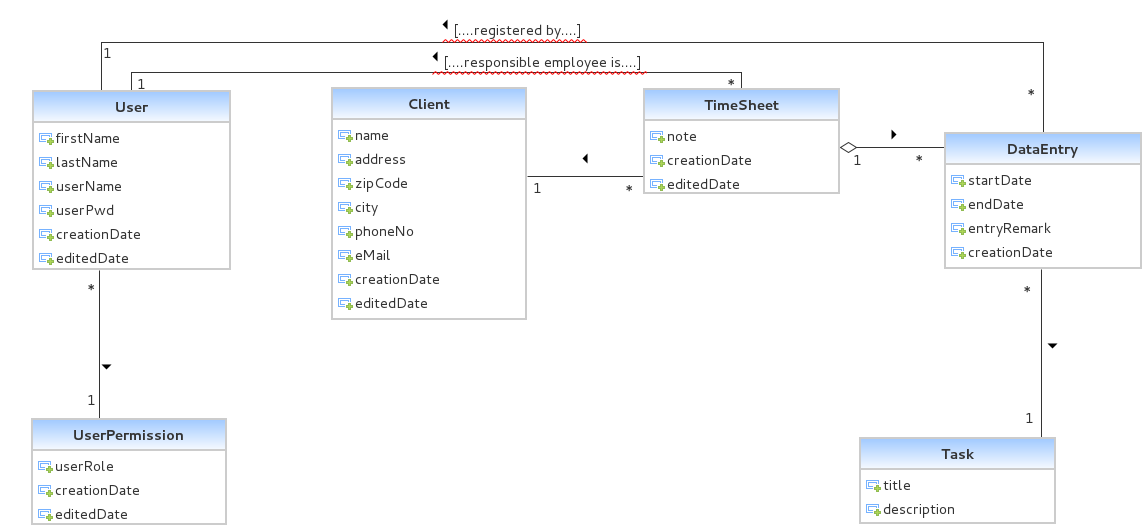 [....registered by....]
1
[....responsible employee is....]
1
*
*
User
firstName
lastName
userName
userPwd
creationDate
editedDate
Client
name
address
zipCode
city
phoneNo
eMail
creationDate
editedDate
TimeSheet
note
creationDate
editedDate
DataEntry
startDate
endDate
entryRemark
creationDate
1
*
1
*
*
1
*
1
UserPermission
userRole
creationDate
editedDate
Task
title
description